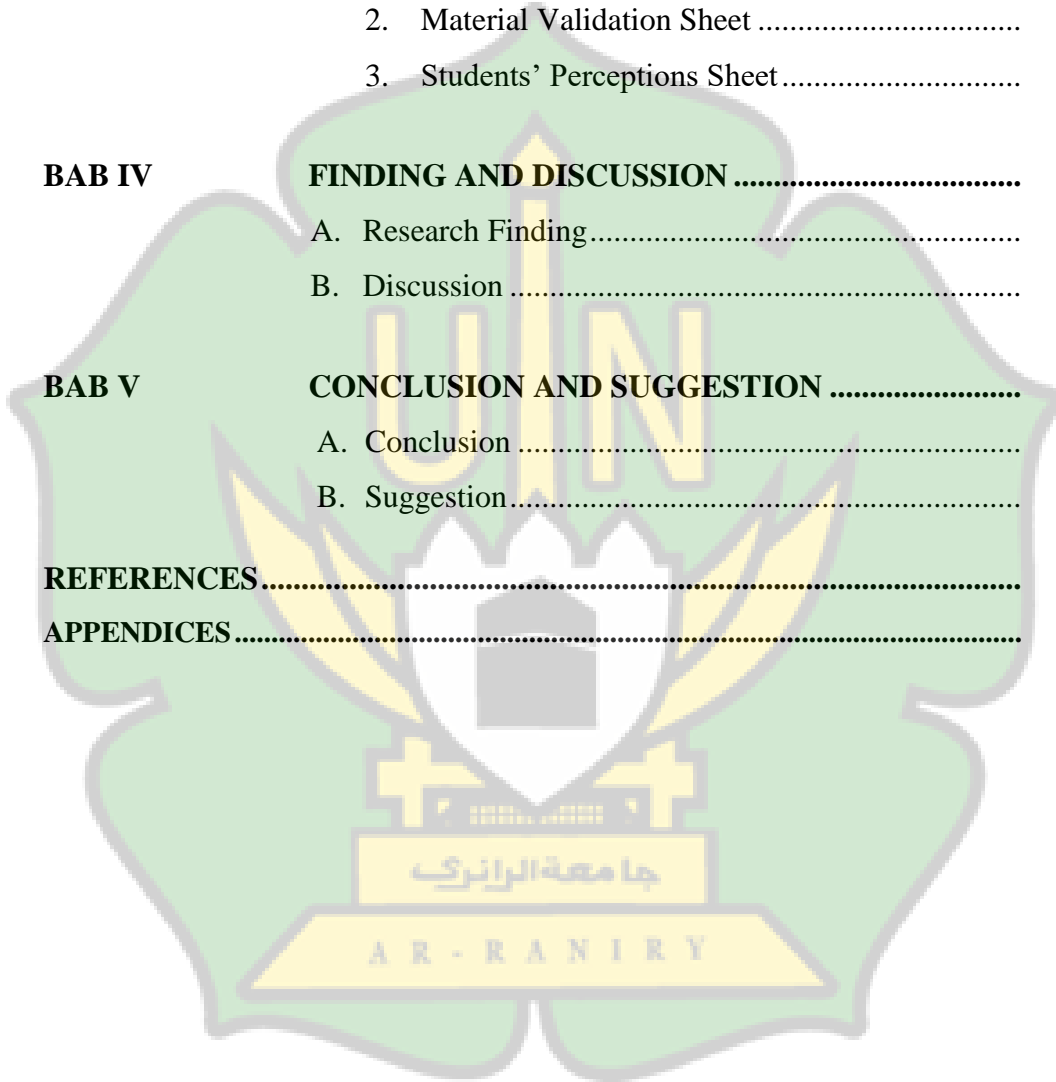 2. Material Validation Sheet ..................................
3. Students’ Perceptions Sheet ...............................
BAB IV FINDING AND DISCUSSION ....................................
A. Research Finding .......................................................
B. Discussion .................................................................
BAB V CONCLUSION AND SUGGESTION ........................
A. Conclusion ................................................................
B. Suggestion .................................................................
REFERENCES ................................................................................................
APPENDICES ....................................................................................................
UIN
جامعة الرانري
AR-RANIRY